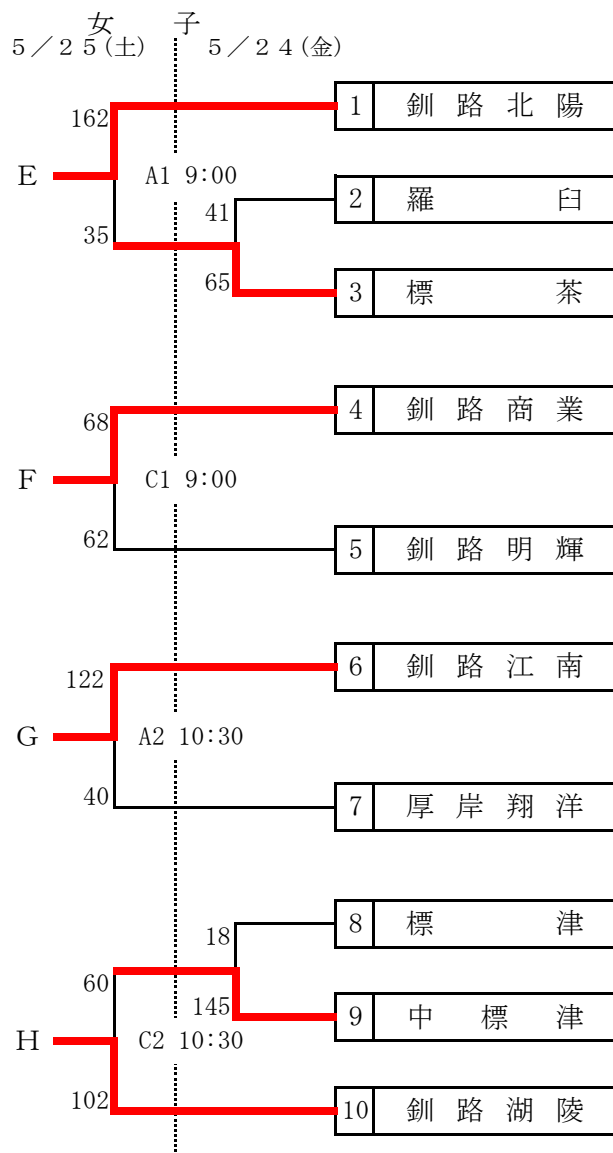 女　子
５／２５(土)　５／２４(金)
162　1　釧路北陽
E　A1 9:00
41　2　羅臼
35
65　3　標茶
68　4　釧路商業
F　C1 9:00
62　5　釧路明輝
122　6　釧路江南
G　A2 10:30
40　7　厚岸翔洋
18　8　標津
60
145　9　中標津
H　C2 10:30
102　10　釧路湖陵